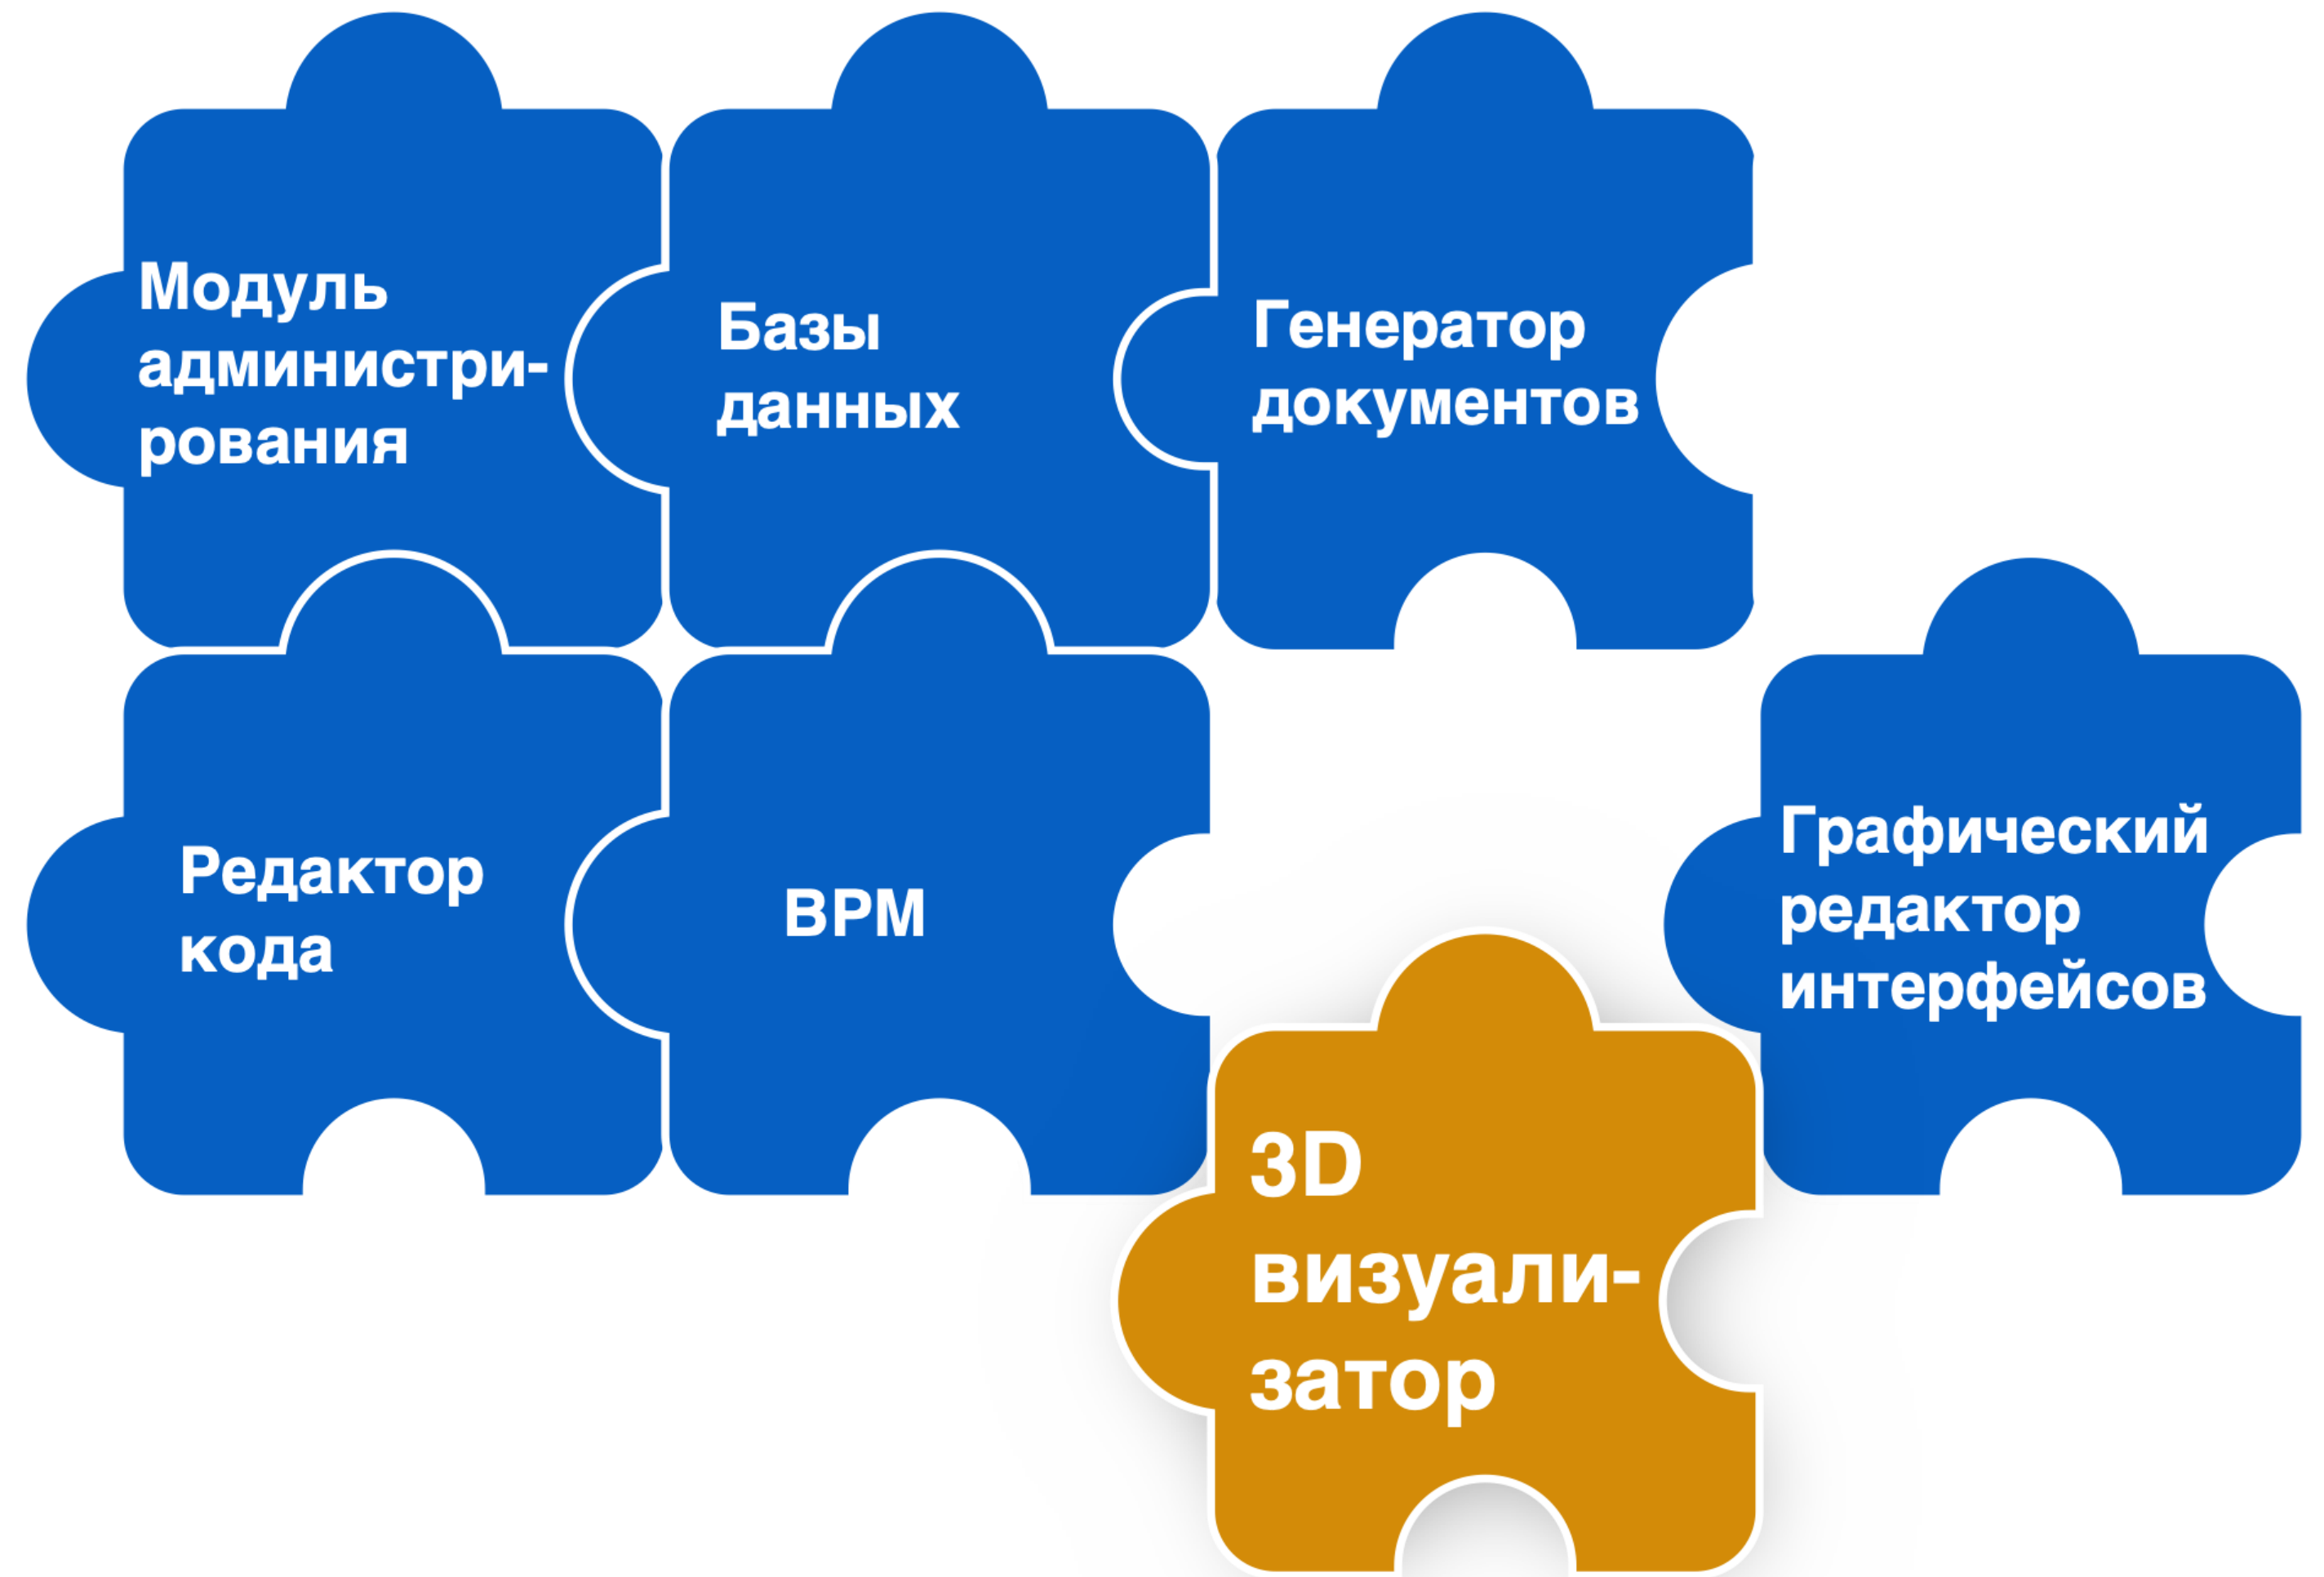 Модуль
администри-
рования
Базы
данных
Генератор
документов
Редактор
кода
BPM
Графический
редактор
интерфейсов
3D
визуали-
затор